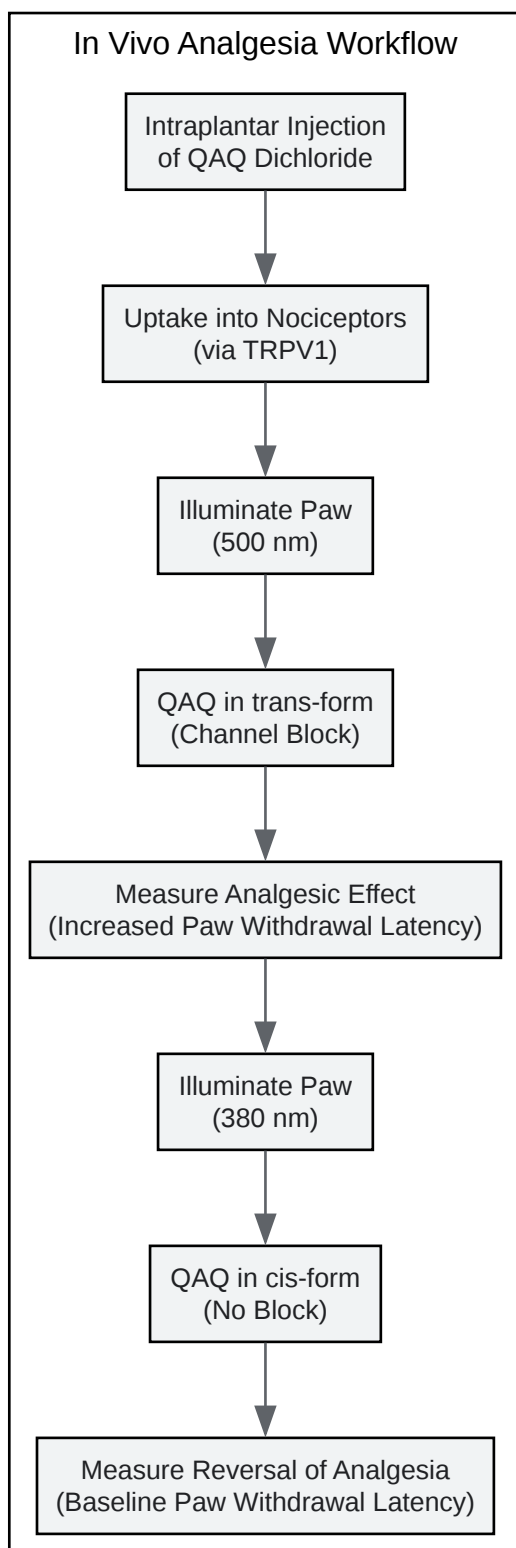 In Vivo Analgesia Workflow
Intraplantar Injection
of QAQ Dichloride
Uptake into Nociceptors
(via TRPV1)
Illuminate Paw
(500 nm)
QAQ in trans-form
(Channel Block)
Measure Analgesic Effect
(Increased Paw Withdrawal Latency)
Illuminate Paw
(380 nm)
QAQ in cis-form
(No Block)
Measure Reversal of Analgesia
(Baseline Paw Withdrawal Latency)